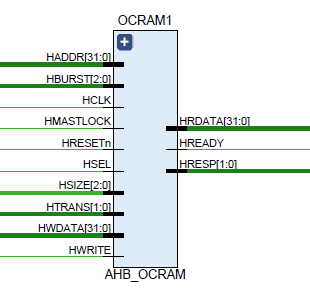 OCRAM1
HADDR[31:0]
HBURST[2:0]
HCLK
HMASTLOCK
HRESETn
HSEL
HSIZE[2:0]
HTRANS[1:0]
HWDATA[31:0]
HWRITE
HRDATA[31:0]
HREADY
HRESP[1:0]
AHB_OCRAM